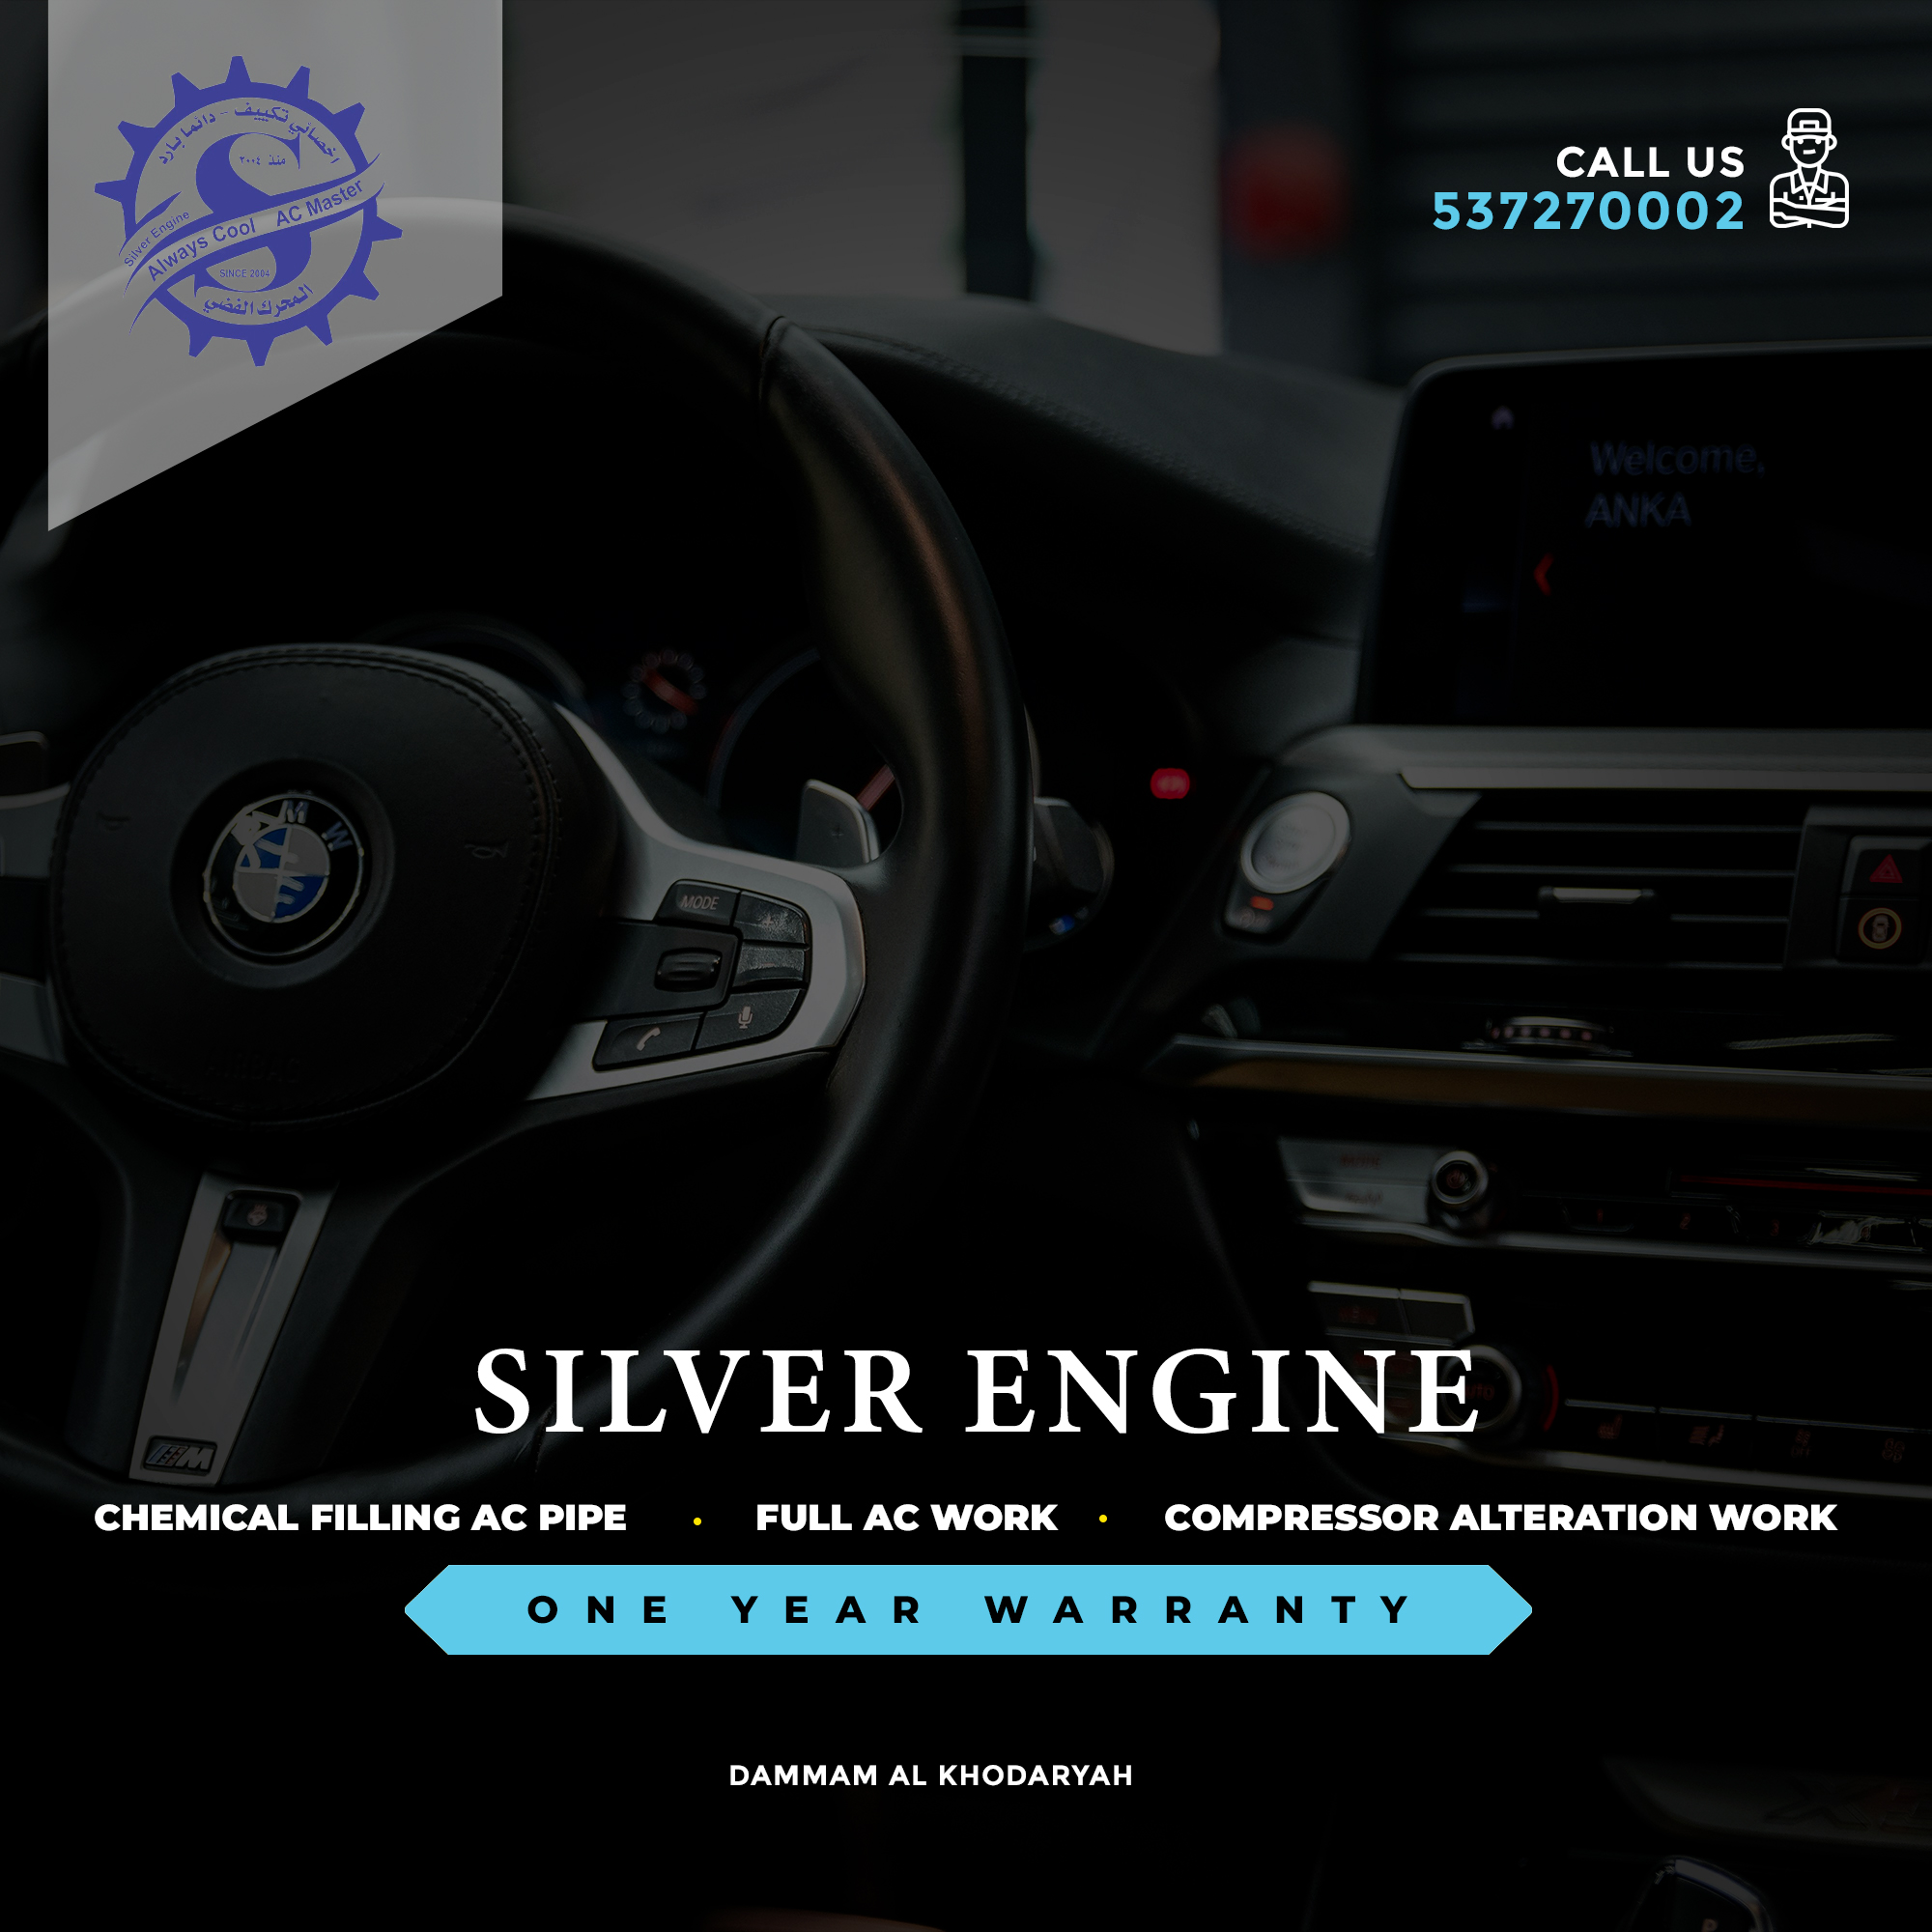 اخصائي تكييف - دائما بارد
منذ ٢٠٠٤
Silver Engine
Always Cool AC Master
SINCE 2004
المحرك الفضي
CALL US
537270002
Welcome,
ANKA
BMW
MODE
SILVER ENGINE
CHEMICAL FILLING AC PIPE • FULL AC WORK • COMPRESSOR ALTERATION WORK
ONE YEAR WARRANTY
DAMMAM AL KHODARYAH